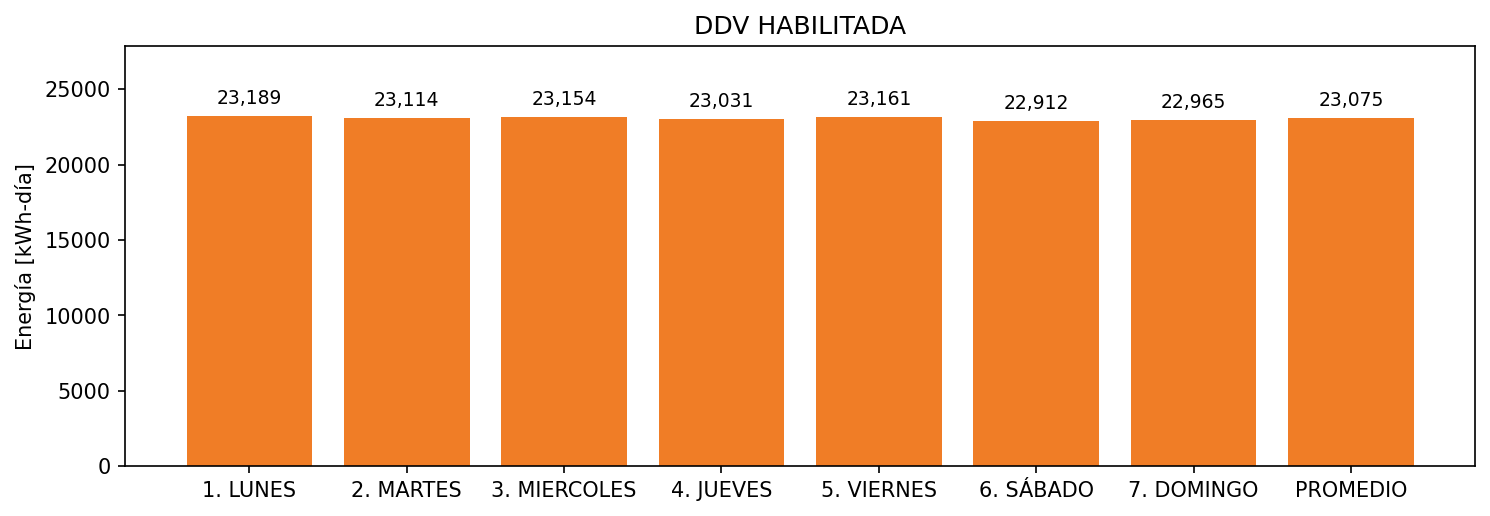 DDV HABILITADA
Energía [kWh-día]
25000
20000
15000
10000
5000
0
23,189
23,114
23,154
23,031
23,161
22,912
22,965
23,075
1. LUNES
2. MARTES
3. MIERCOLES
4. JUEVES
5. VIERNES
6. SÁBADO
7. DOMINGO
PROMEDIO